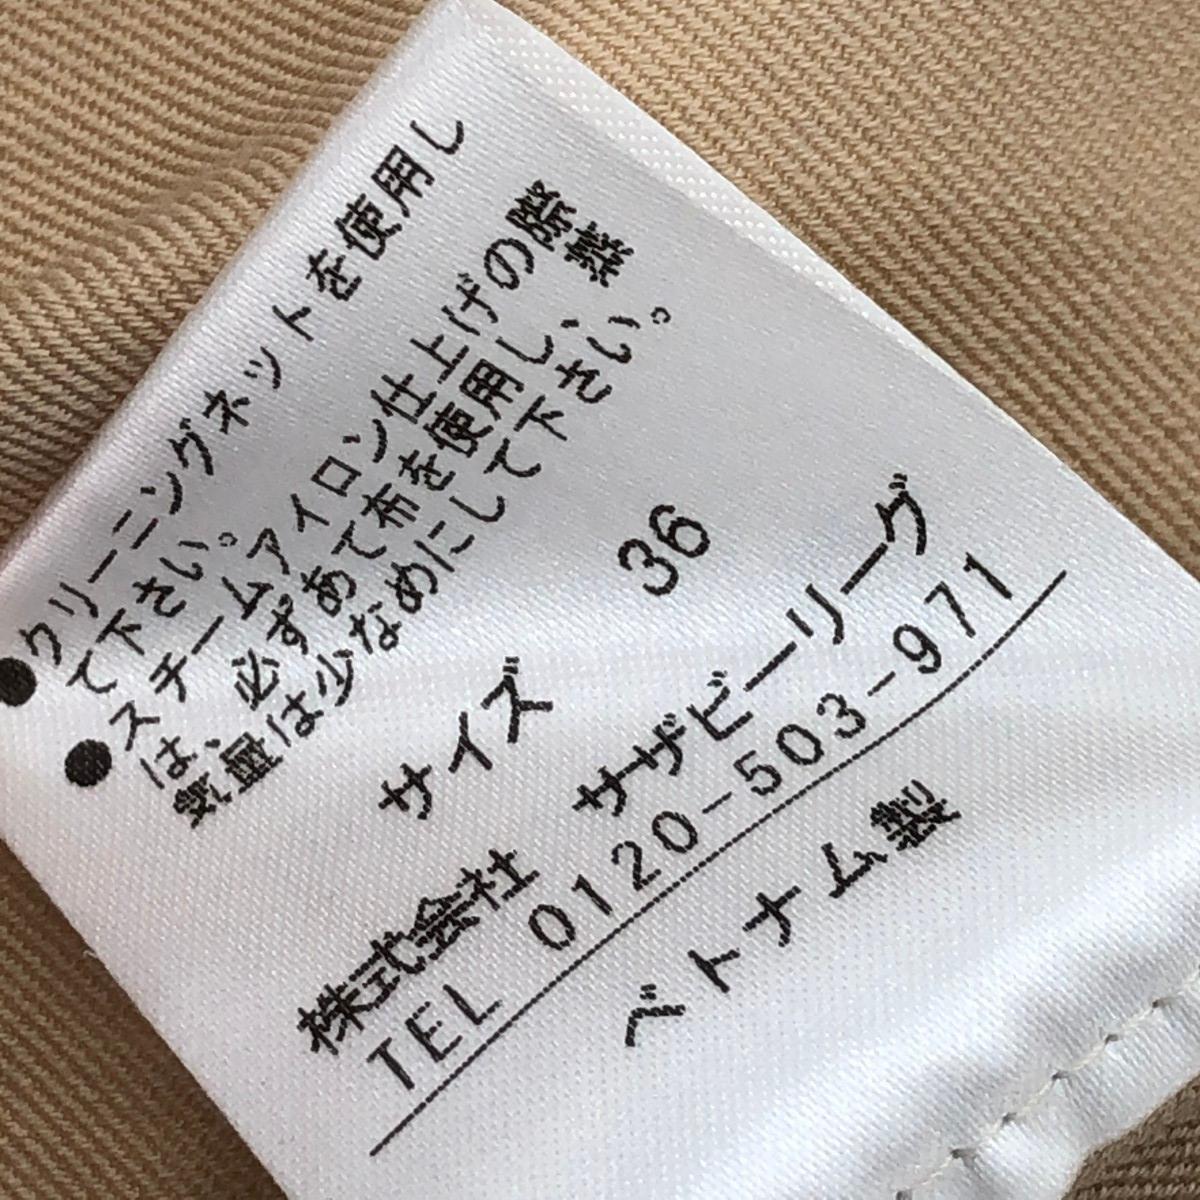 ●クリーニングネットを使用し
て下さい。
●スチームアイロン仕上げの際
は、必ずあて布を使用し、蒸
気量は少なめにして下さい。
サイズ 36
株式会社 サザビーリーグ
TEL 0120-503-971
ベトナム製